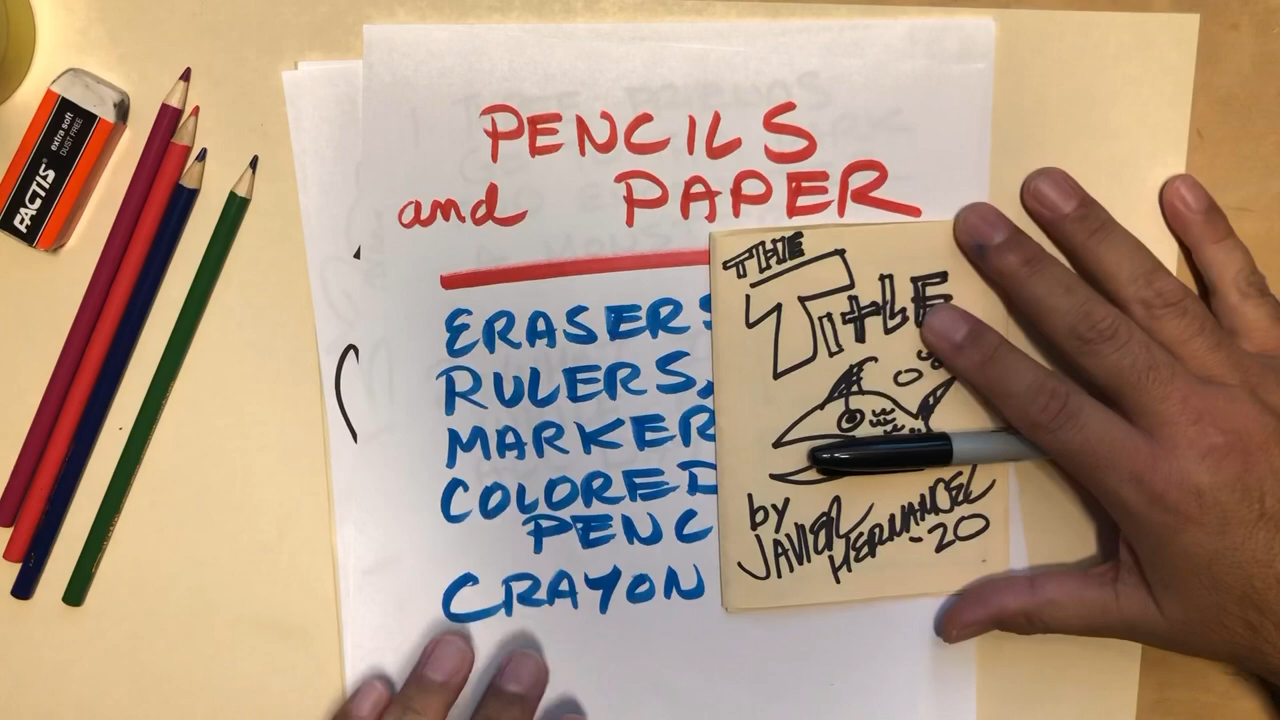 PENCILS
and PAPER
ERASERS
RULERS,
MARKER
COLORED
PENC
CRAYON
THE
TITLE
by
JAVIER
HERNANDEZ
'20
FACTIS®
extra soft
DUST FREE